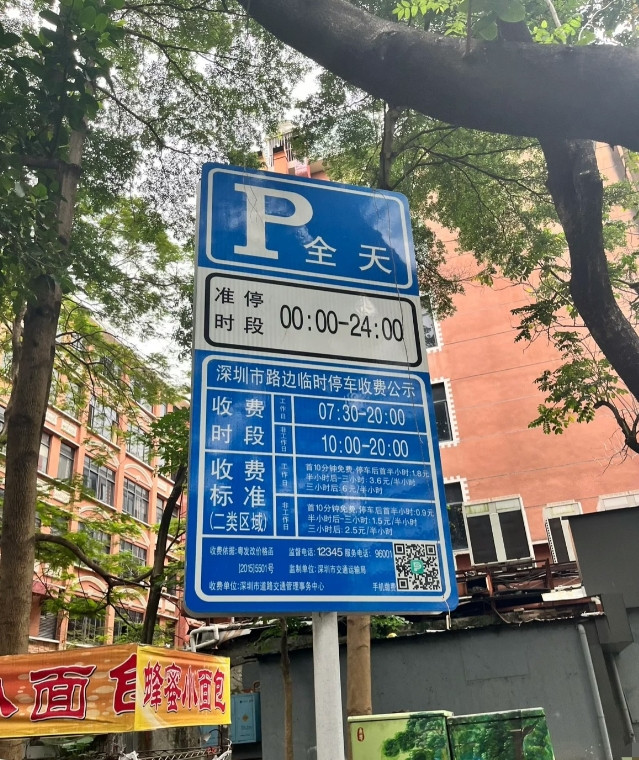 P 全天
准停
时段
00:00-24:00
深圳市路边临时停车收费公示
收费
时段
工作日
07:30-20:00
非工作日
10:00-20:00
收费
标准
(二类区域)
工作日
首10分钟免费,停车后首半小时:1.8元
半小时后-三小时:3.6元/半小时
三小时后:6元/半小时
非工作日
首10分钟免费,停车后首半小时:0.9元
半小时后-三小时:1.5元/半小时
三小时后:2.5元/半小时
收费依据:粤发改价格函
[2015]5501号
监督电话:12345 服务电话:96001
监制单位:深圳市交通运输局
收费单位:深圳市道路交通管理事务中心
手机缴费
面包
蜂蜜小面包